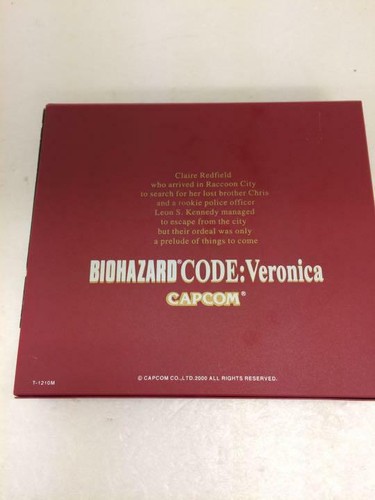 Claire Redfield
who arrived in Raccoon City
to search for her lost brother Chris
and a rookie police officer
Leon S. Kennedy managed
to escape from the city
but their ordeal was only
a prelude of things to come
BIOHAZARD® CODE:Veronica
CAPCOM®
© CAPCOM CO.,LTD.2000 ALL RIGHTS RESERVED.
T-1210M